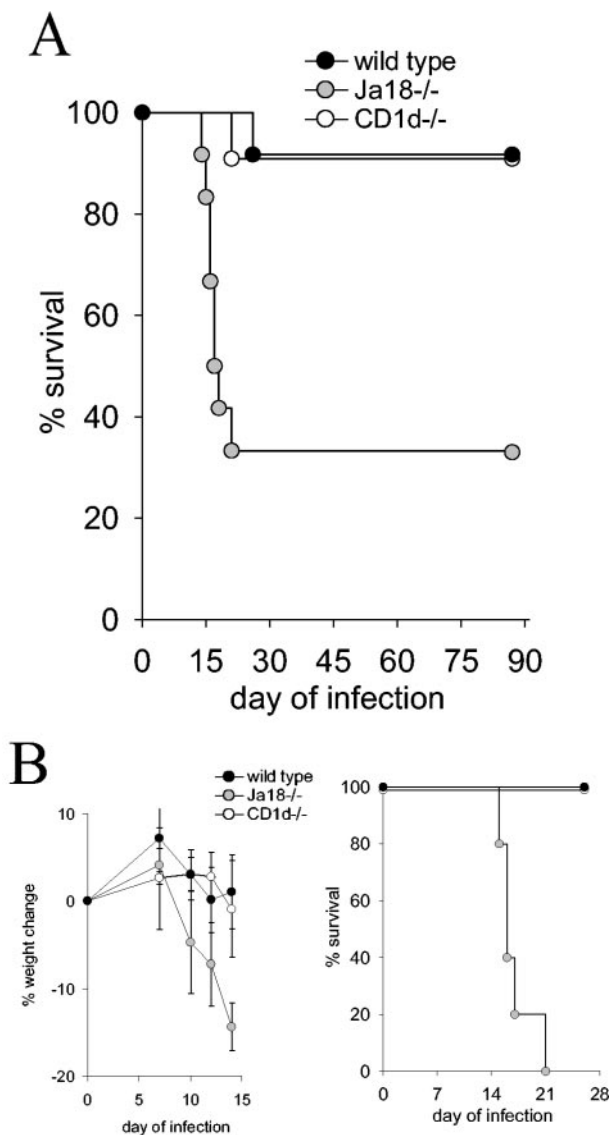 A
wild type
Ja18-/-
CD1d-/-
100
80
60
40
20
0
% survival
0 15 30 45 60 75 90
day of infection
B
wild type
Ja18-/-
CD1d-/-
10
0
-10
-20
% weight change
0 5 10 15
day of infection
100
80
60
40
20
0
% survival
0 7 14 21 28
day of infection